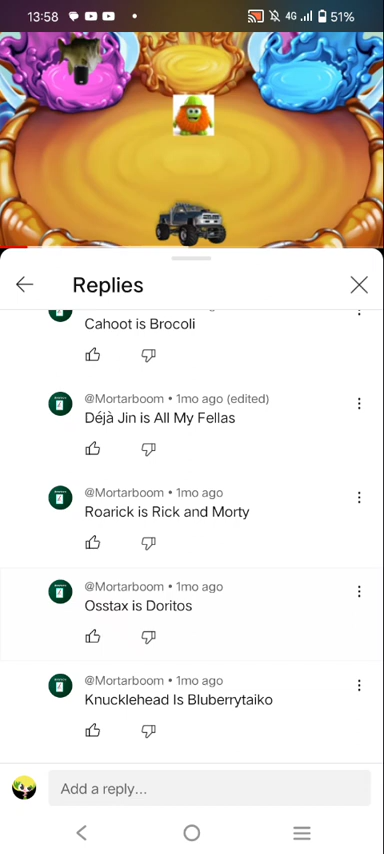 13:58
4G
51%
Replies
Cahoot is Brocoli
@Mortarboom • 1mo ago (edited)
Déjà Jin is All My Fellas
@Mortarboom • 1mo ago
Roarick is Rick and Morty
@Mortarboom • 1mo ago
Osstax is Doritos
@Mortarboom • 1mo ago
Knucklehead Is Bluberrytaiko
Add a reply...